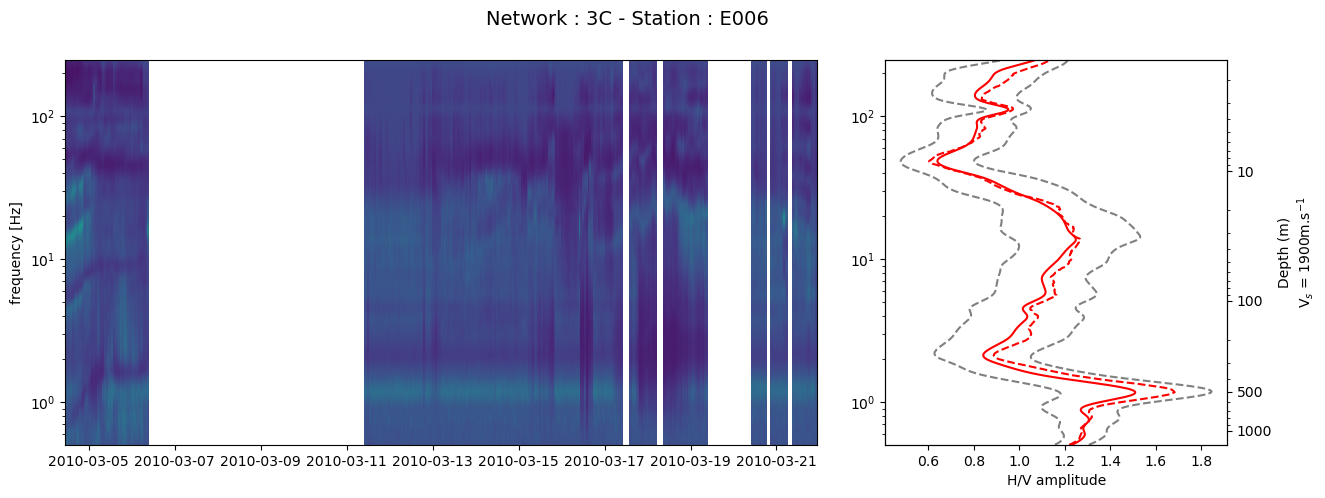 Network : 3C - Station : E006
frequency [Hz]
10²
10¹
10⁰
2010-03-05 2010-03-07 2010-03-09 2010-03-11 2010-03-13 2010-03-15 2010-03-17 2010-03-19 2010-03-21
10²
10¹
10⁰
0.6 0.8 1.0 1.2 1.4 1.6 1.8
H/V amplitude
10
100
500
1000
Depth (m)
Vₛ = 1900m.s⁻¹